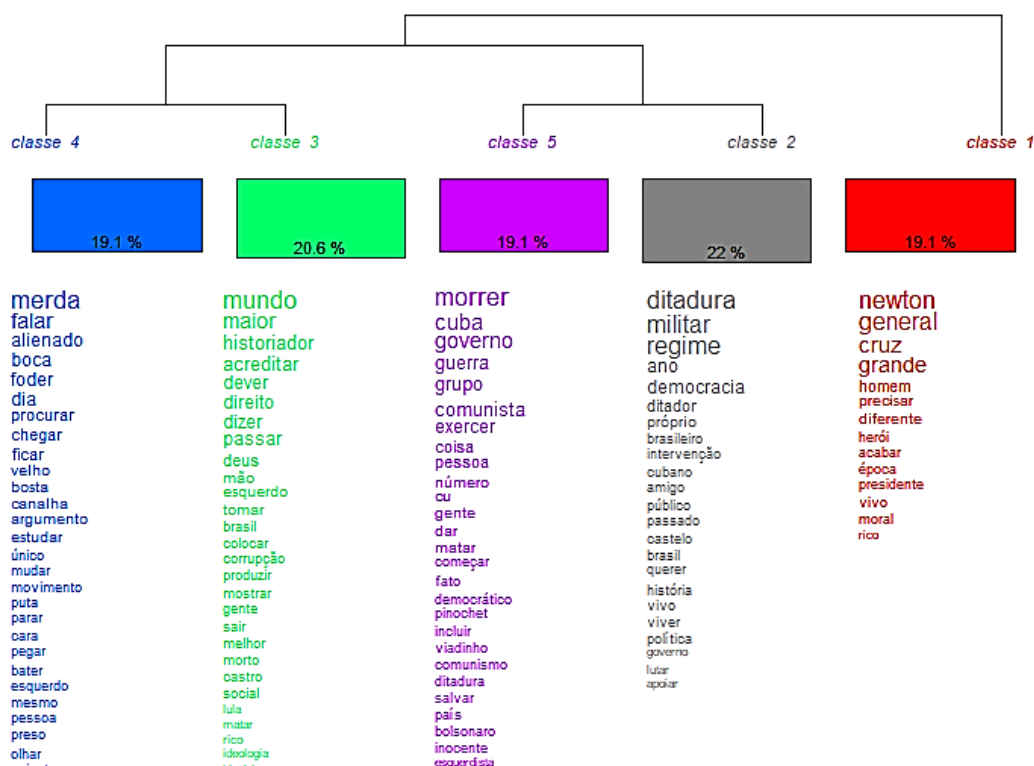 classe 4
classe 3
classe 5
classe 2
classe 1
19.1 %
20.6 %
19.1 %
22 %
19.1 %
merda
falar
alienado
boca
foder
dia
procurar
chegar
ficar
velho
bosta
canalha
argumento
estudar
único
mudar
movimento
puta
parar
cara
pegar
bater
esquerdo
mesmo
pessoa
preso
olhar
mundo
maior
historiador
acreditar
dever
direito
dizer
passar
deus
mão
esquerdo
tomar
brasil
colocar
corrupção
produzir
mostrar
gente
sair
melhor
morto
castro
social
lula
matar
rico
ideologia
morrer
cuba
governo
guerra
grupo
comunista
exercer
coisa
pessoa
número
cu
gente
dar
matar
começar
fato
democrático
pinochet
incluir
viadinho
comunismo
ditadura
salvar
país
bolsonaro
inocente
esquerdista
ditadura
militar
regime
ano
democracia
ditador
próprio
brasileiro
intervenção
cubano
amigo
público
passado
castelo
brasil
querer
história
vivo
viver
política
governo
lutar
apoiar
newton
general
cruz
grande
homem
precisar
diferente
herói
acabar
época
presidente
vivo
moral
rico